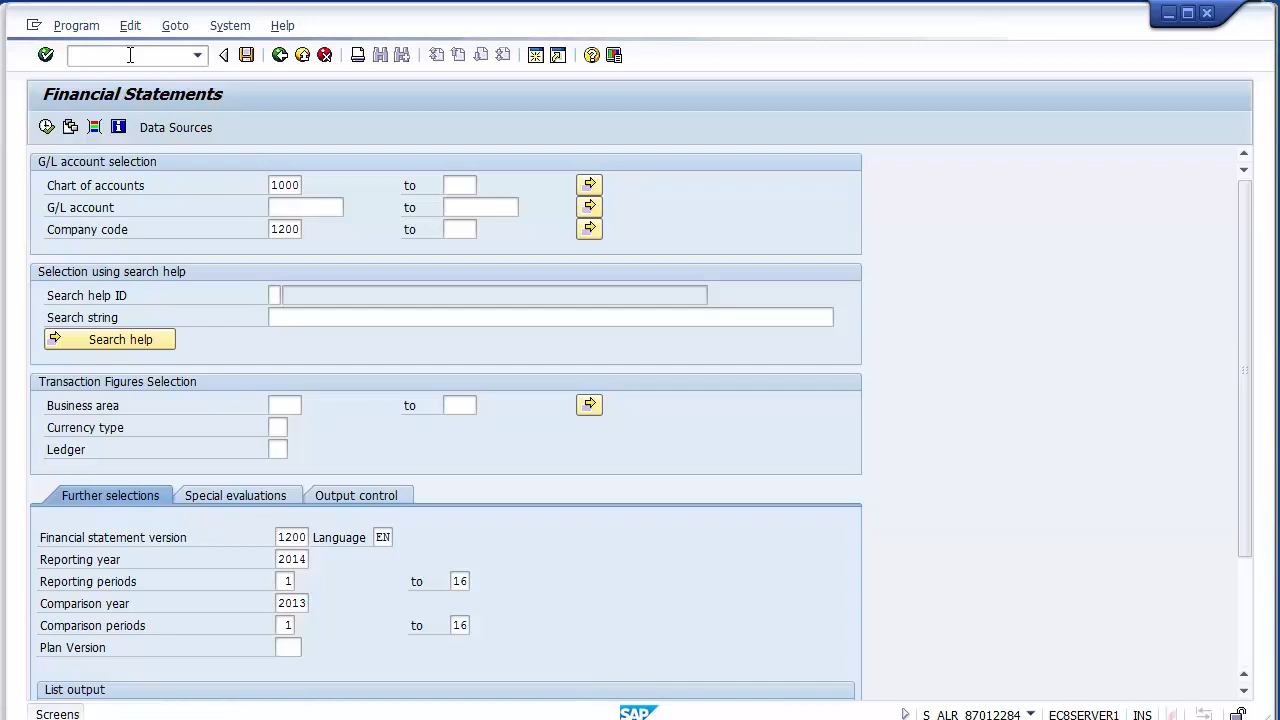 Program Edit Goto System Help
Financial Statements
Data Sources
G/L account selection
Chart of accounts 1000 to
G/L account to
Company code 1200 to
Selection using search help
Search help ID
Search string
Search help
Transaction Figures Selection
Business area to
Currency type
Ledger
Further selections Special evaluations Output control
Financial statement version 1200 Language EN
Reporting year 2014
Reporting periods 1 to 16
Comparison year 2013
Comparison periods 1 to 16
Plan Version
List output
Screens SAP S_ALR_87012284 EC8SERVER1 INS